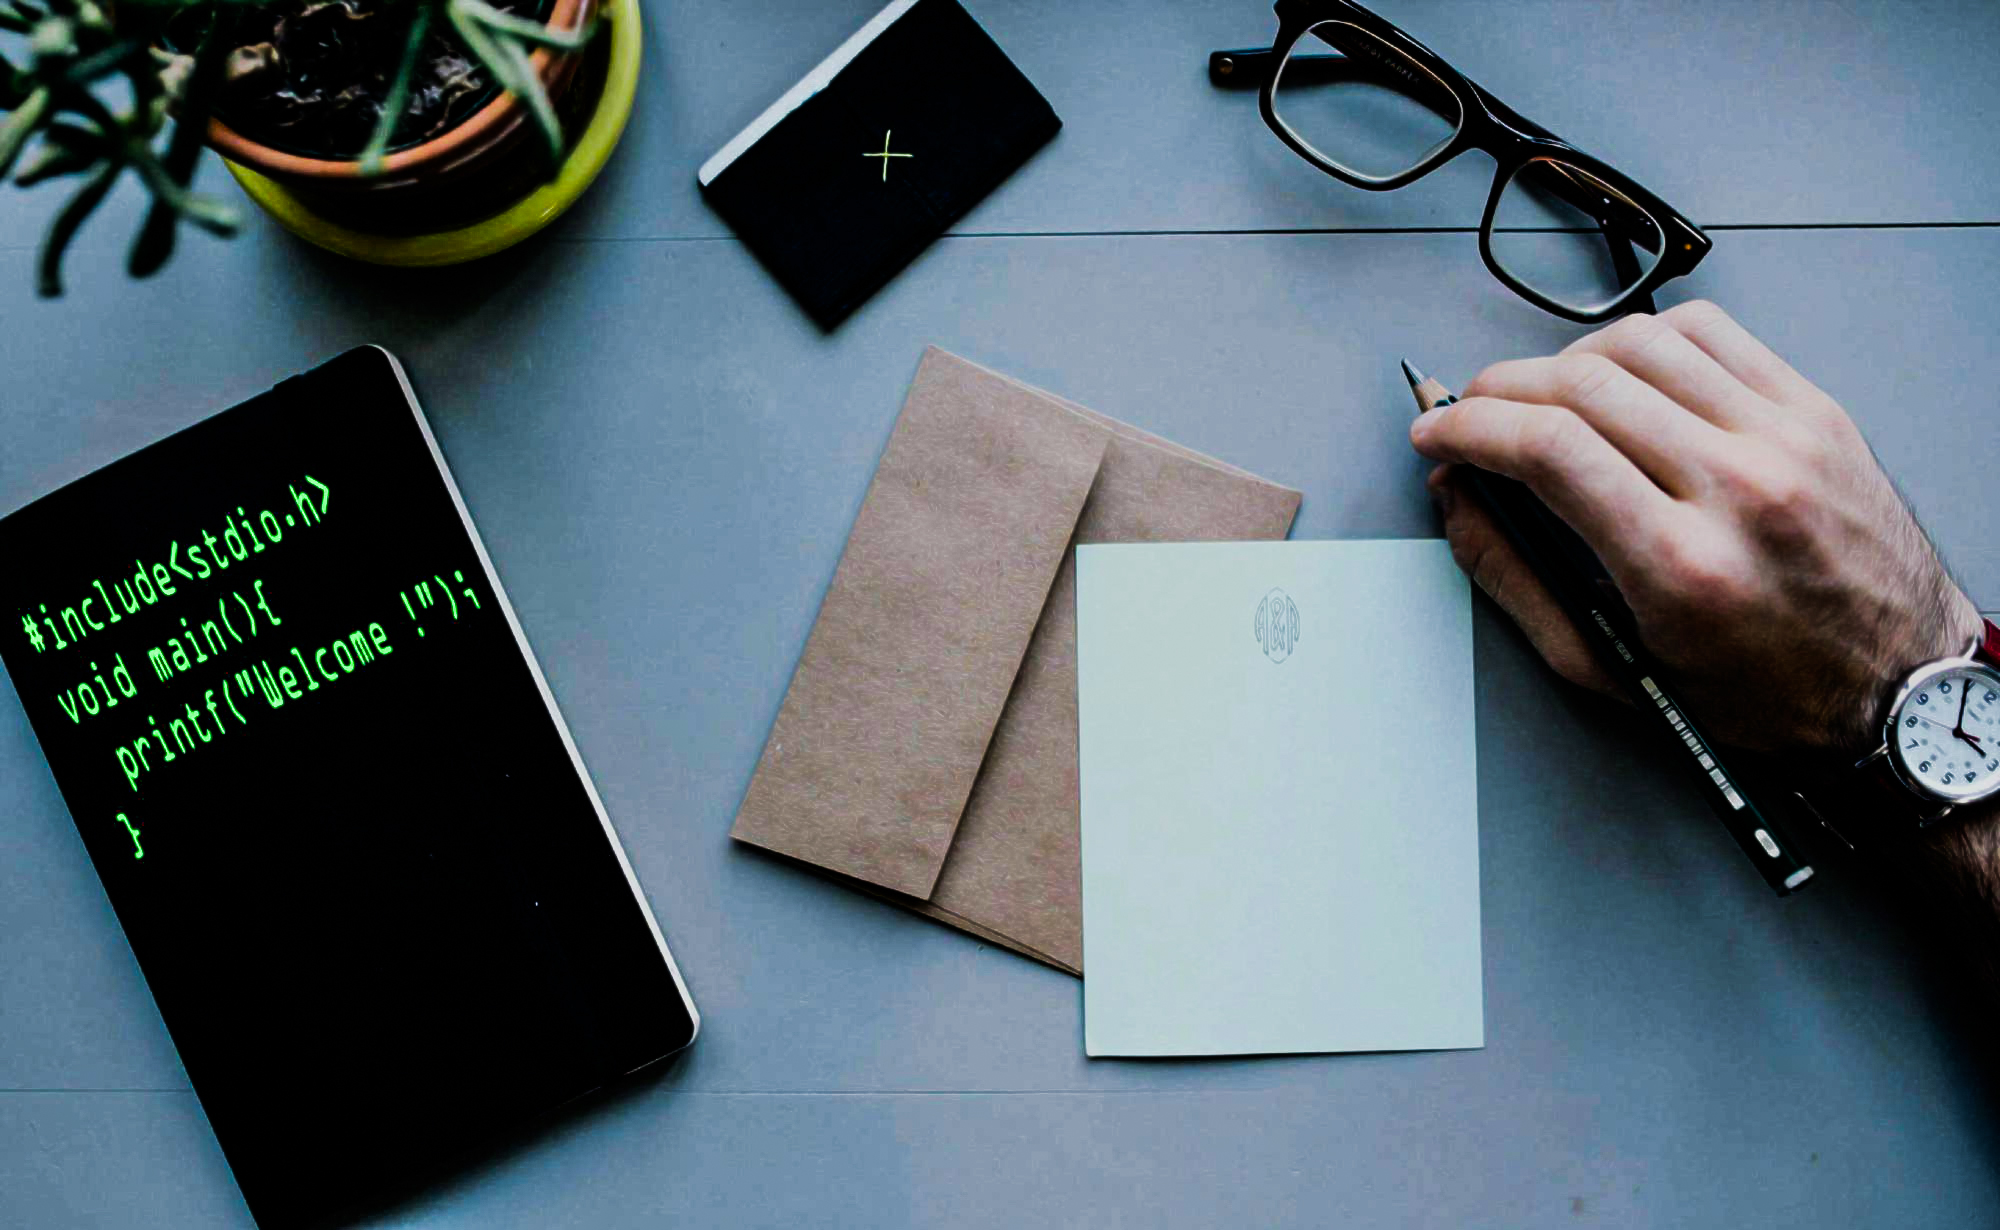 #include<stdio.h>
void main(){
printf("Welcome !");
}
A&A